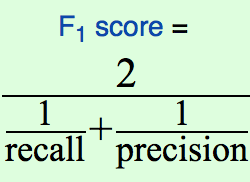 F₁ score =
2
1 1
recall + precision